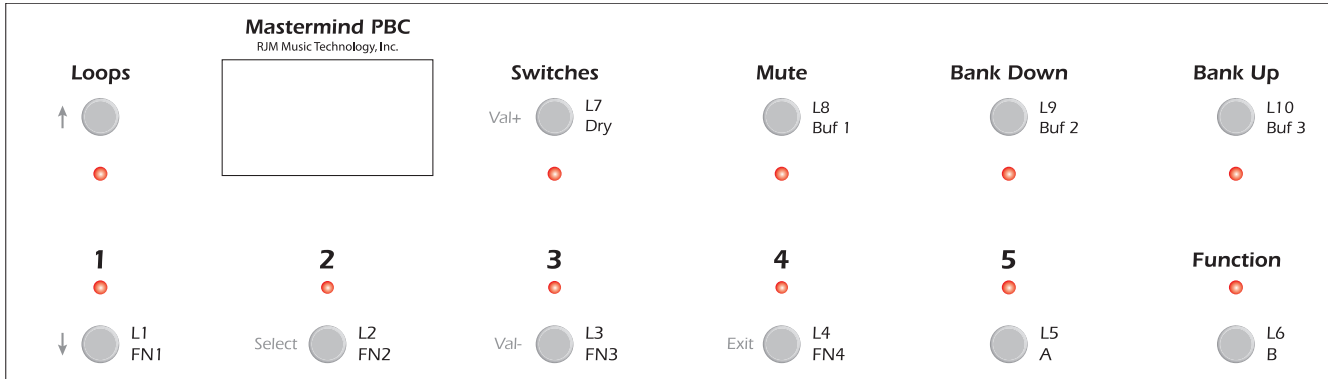 Mastermind PBC
RJM Music Technology, Inc.
Loops
Switches
Mute
Bank Down
Bank Up
↑
Val+
L7
Dry
L8
Buf 1
L9
Buf 2
L10
Buf 3
1
2
3
4
5
Function
↓
L1
FN1
Select
L2
FN2
Val-
L3
FN3
Exit
L4
FN4
L5
A
L6
B